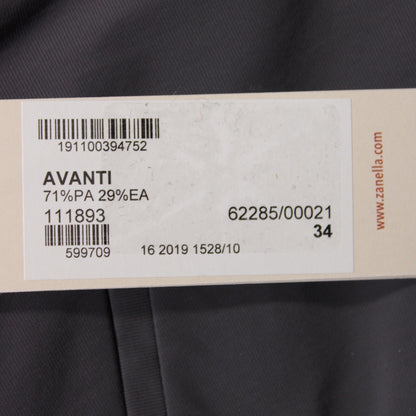 191100394752
AVANTI
71%PA 29%EA
111893 62285/00021
34
599709 16 2019 1528/10
www.zanella.com